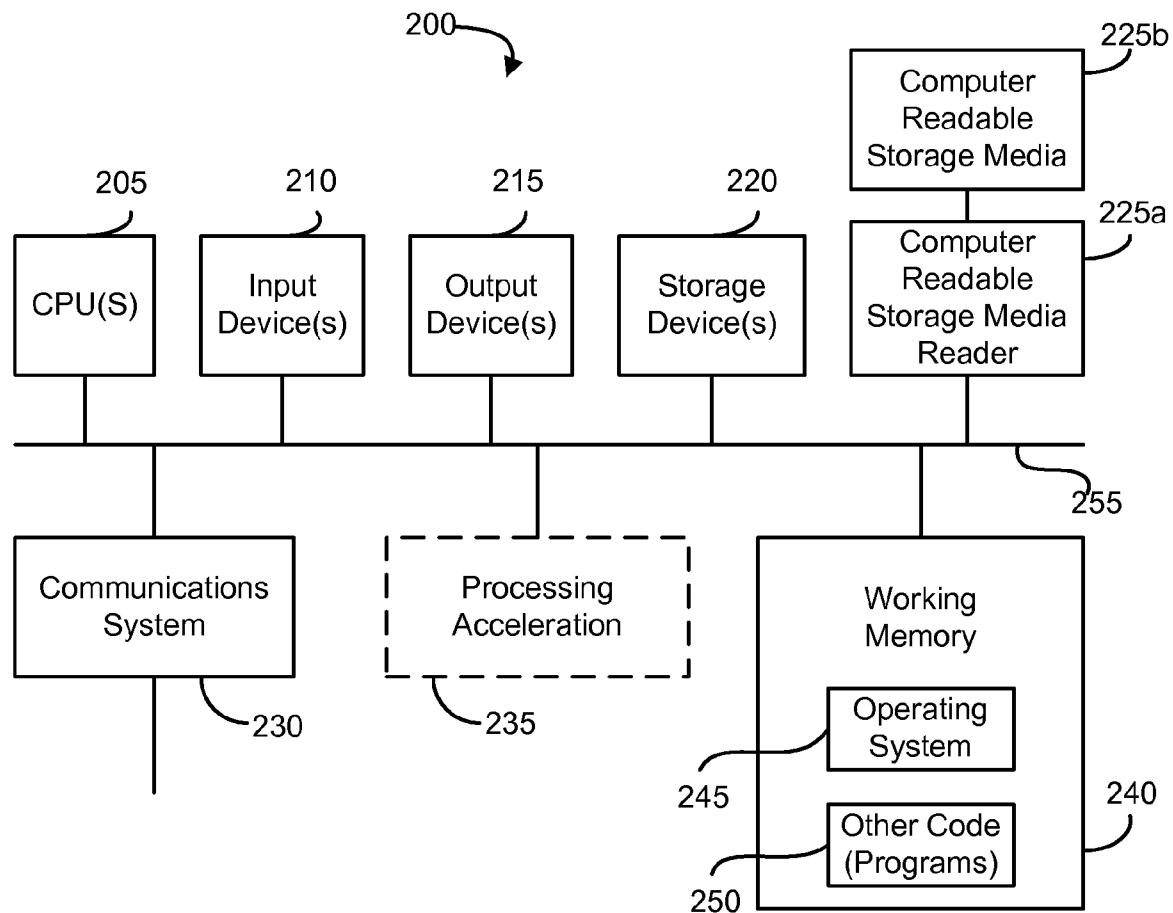 200
225b
Computer
Readable
Storage Media
205
210
215
220
225a
CPU(S)
Input
Device(s)
Output
Device(s)
Storage
Device(s)
Computer
Readable
Storage Media
Reader
255
Communications
System
Processing
Acceleration
Working
Memory
230
235
Operating
System
245
240
Other Code
(Programs)
250